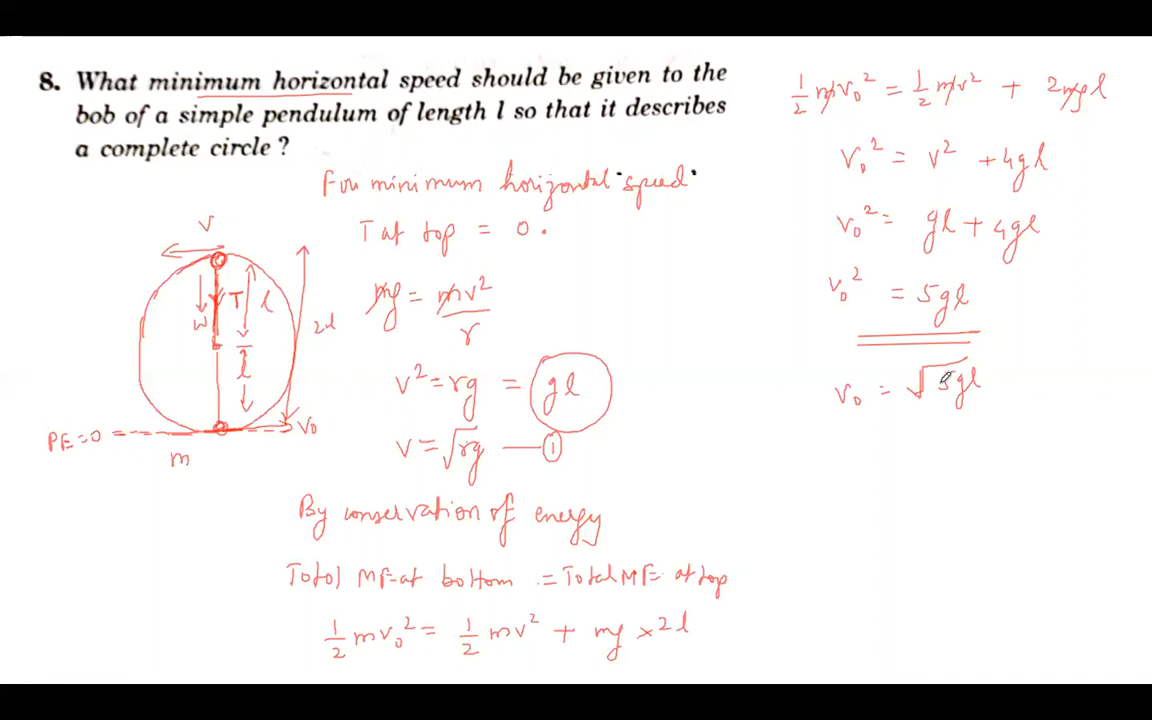 8. What minimum horizontal speed should be given to the
bob of a simple pendulum of length l so that it describes
a complete circle ?
For minimum horizontal speed
T at top = 0.
mg = mv²/r
v² = rg = gl
v = √rg —— ①
V
T
W
l
2l
l
V₀
PE=0
m
By conservation of energy
Total ME at bottom = Total ME at top
1/2 mv₀² = 1/2 mv² + mg × 2l
1/2 mv₀² = 1/2 mv² + 2mgl
v₀² = v² + 4gl
v₀² = gl + 4gl
v₀² = 5gl
v₀ = √5gl